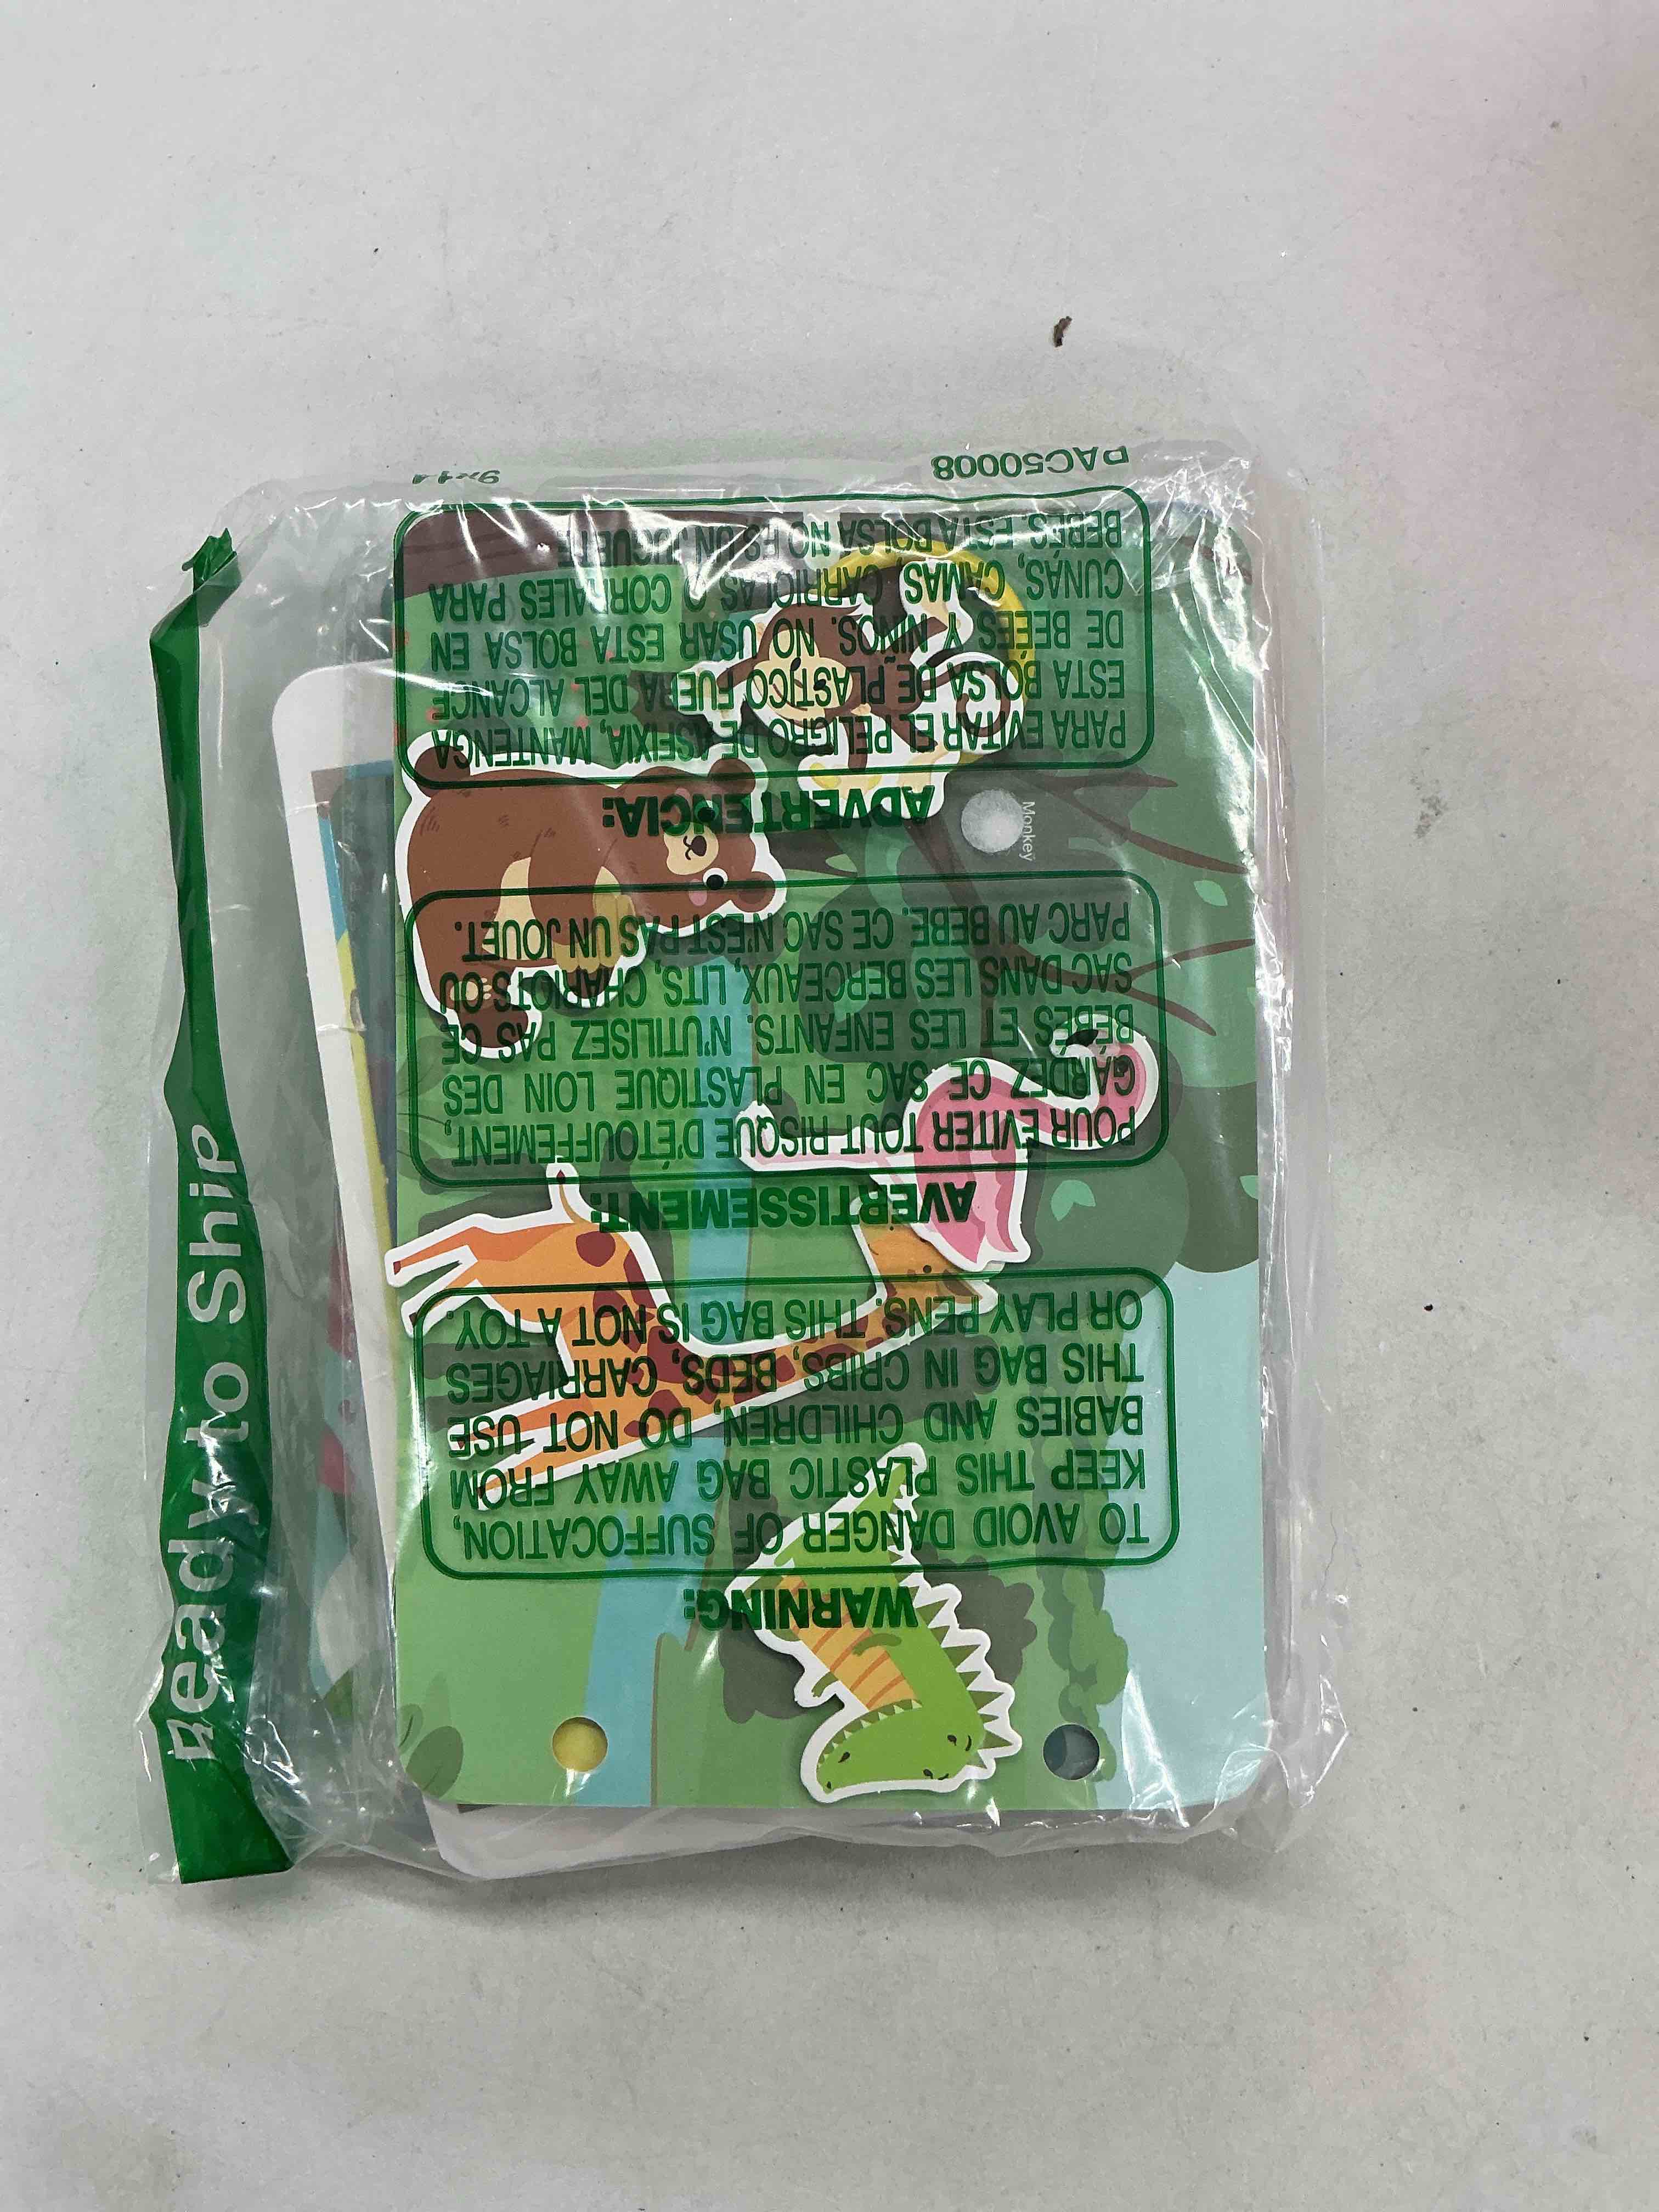 WARNING:
TO AVOID DANGER OF SUFFOCATION,
KEEP THIS PLASTIC BAG AWAY FROM
BABIES AND CHILDREN, DO NOT USE
THIS BAG IN CRIBS, BEDS, CARRIAGES
OR PLAY PENS. THIS BAG IS NOT A TOY.
AVERTISSEMENT:
POUR ÉVITER TOUT RISQUE D'ÉTOUFFEMENT,
GARDEZ CE SAC EN PLASTIQUE LOIN DES
BÉBÉS ET LES ENFANTS. N'UTILISEZ PAS CE
SAC DANS LES BERCEAUX, LITS, CHARIOTS OU
PARC AU BEBE. CE SAC N'EST PAS UN JOUET.
ADVERTENCIA:
PARA EVITAR EL PELIGRO DE ASFIXIA, MANTENGA
ESTA BOLSA DE PLASTICO FUERA DEL ALCANCE
DE BEBÉS Y NIÑOS. NO USAR ESTA BOLSA EN
CUNAS, CAMAS, CARRIOLAS O CORRALES PARA
BEBÉS. ESTA BOLSA NO ES UN JUGUETE
PAC50008
9x11
Ready to Ship
Monkey